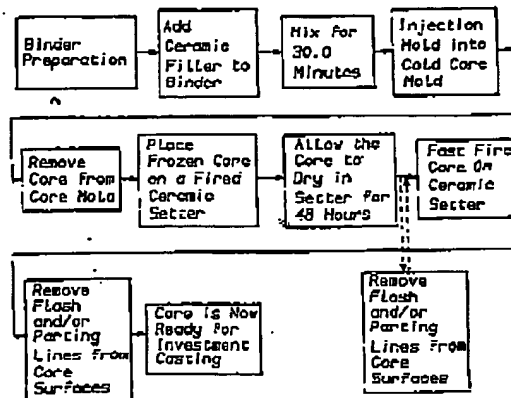 Binder
Preparation
Add
Ceramic
Filler to
Binder
Mix for
30.0
Minutes
Injection
Mold into
Cold Core
Mold
Remove
Core from
Core Mold
Place
Frozen Core
on a Fired
Ceramic
Setter
Allow the
Core to
Dry in
Setter for
48 Hours
Fast Fire
Core On
Ceramic
Setter
Remove
Flash
and/or
Parting
Lines from
Core
Surfaces
Core is Now
Ready for
Investment
Casting
Remove
Flash
and/or
Parting
Lines from
Core
Surfaces